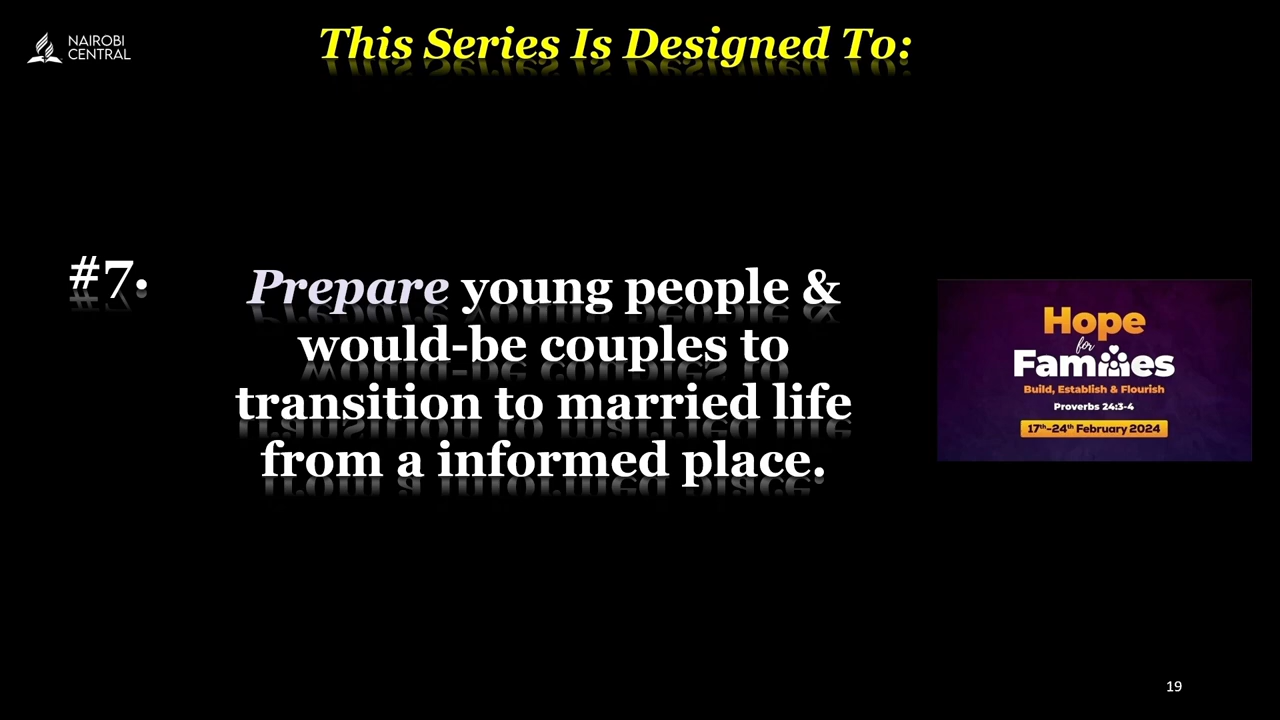 NAIROBI
CENTRAL
This Series Is Designed To:
#7.
Prepare young people &
would-be couples to
transition to married life
from a informed place.
Hope
for
Families
Build, Establish & Flourish
Proverbs 24:3-4
17th-24th February 2024
19